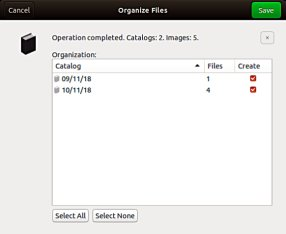 Cancel Organize Files Save
Operation completed. Catalogs: 2. Images: 5.
Organization:
Catalog Files Create
09/11/18 1
10/11/18 4
Select All Select None